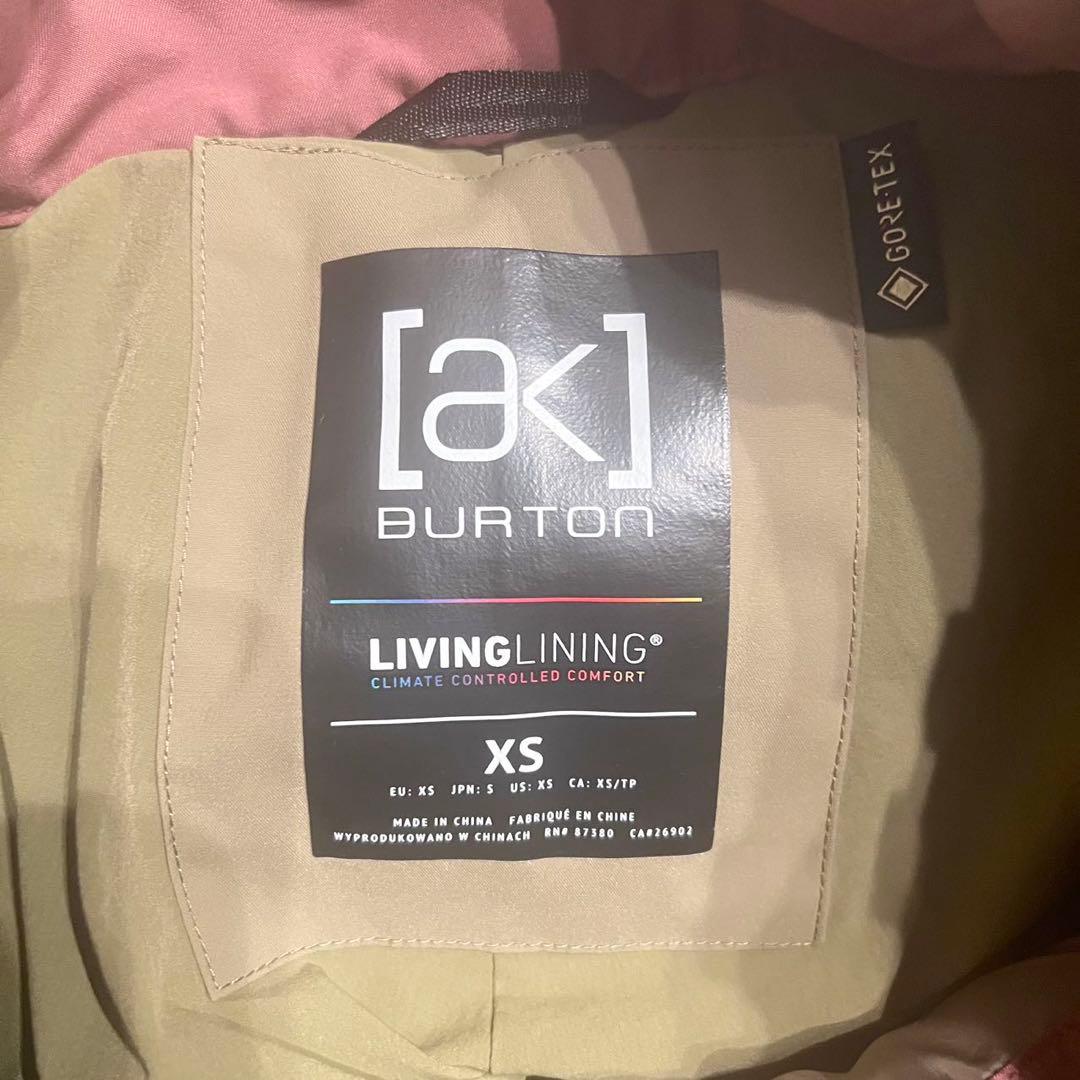 GORE-TEX
[ak]
BURTON
LIVINGLINING®
CLIMATE CONTROLLED COMFORT
XS
EU: XS JPN: S US: XS CA: XS/TP
MADE IN CHINA FABRIQUÉ EN CHINE
WYPRODUKOWANO W CHINACH RN# 87380 CA#26902